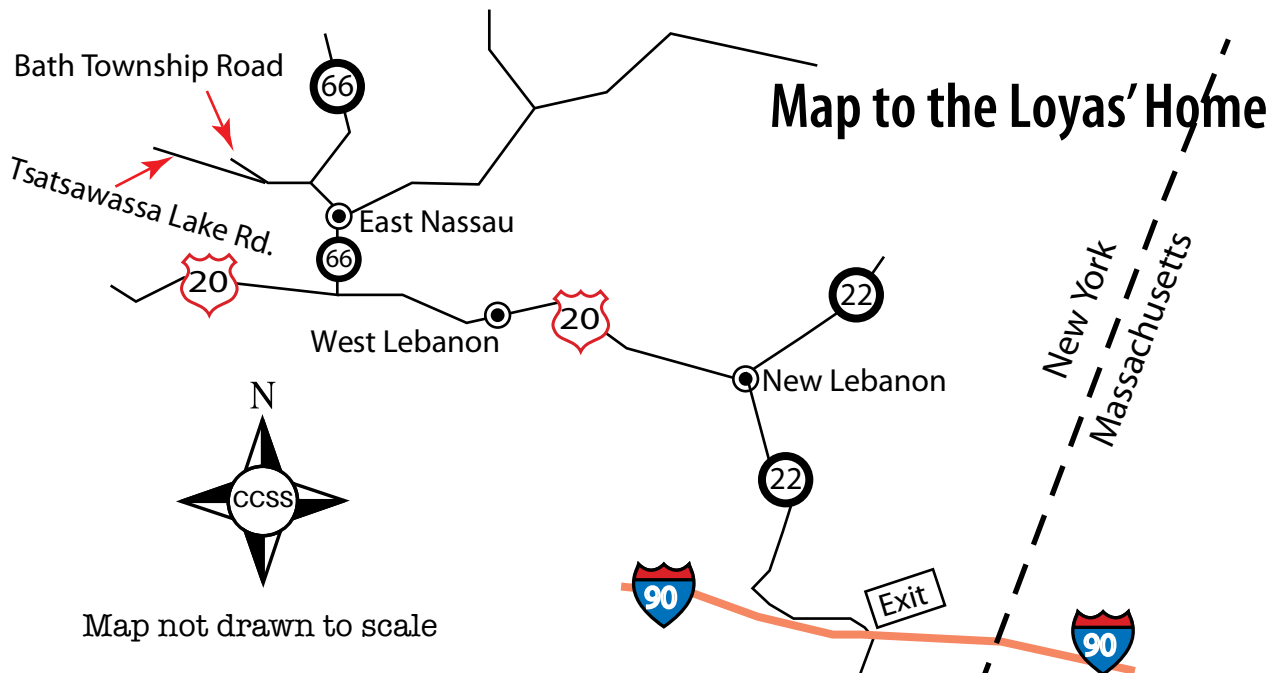 Map to the Loyas’ Home
Bath Township Road
66
Tsatsawassa Lake Rd.
East Nassau
66
20
West Lebanon
20
22
New Lebanon
New York
Massachusetts
N
CCSS
22
Map not drawn to scale
90
Exit
90